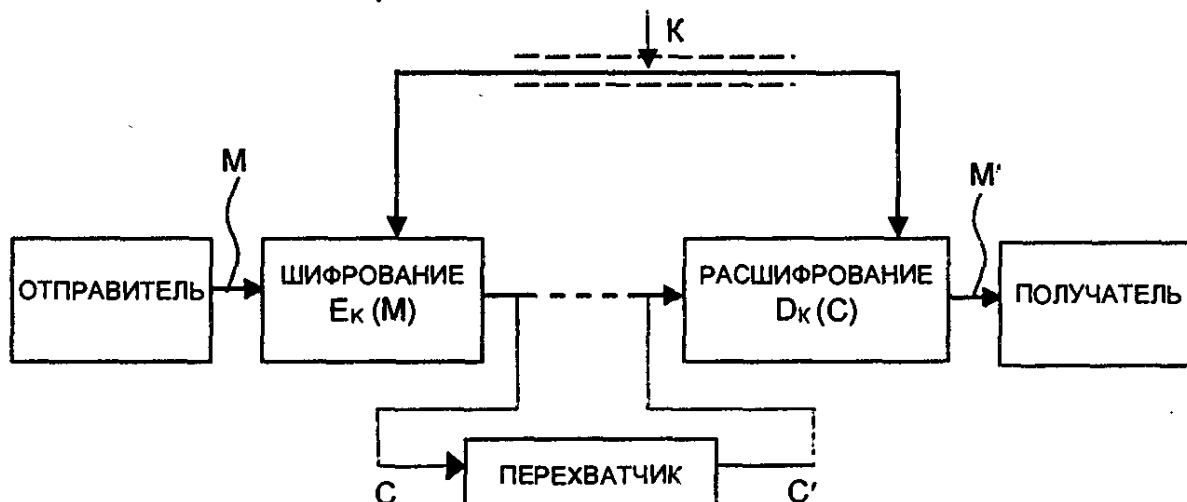 К
М
М'
ОТПРАВИТЕЛЬ
ШИФРОВАНИЕ
Eк (М)
РАСШИФРОВАНИЕ
Dк (С)
ПОЛУЧАТЕЛЬ
ПЕРЕХВАТЧИК
С
С'